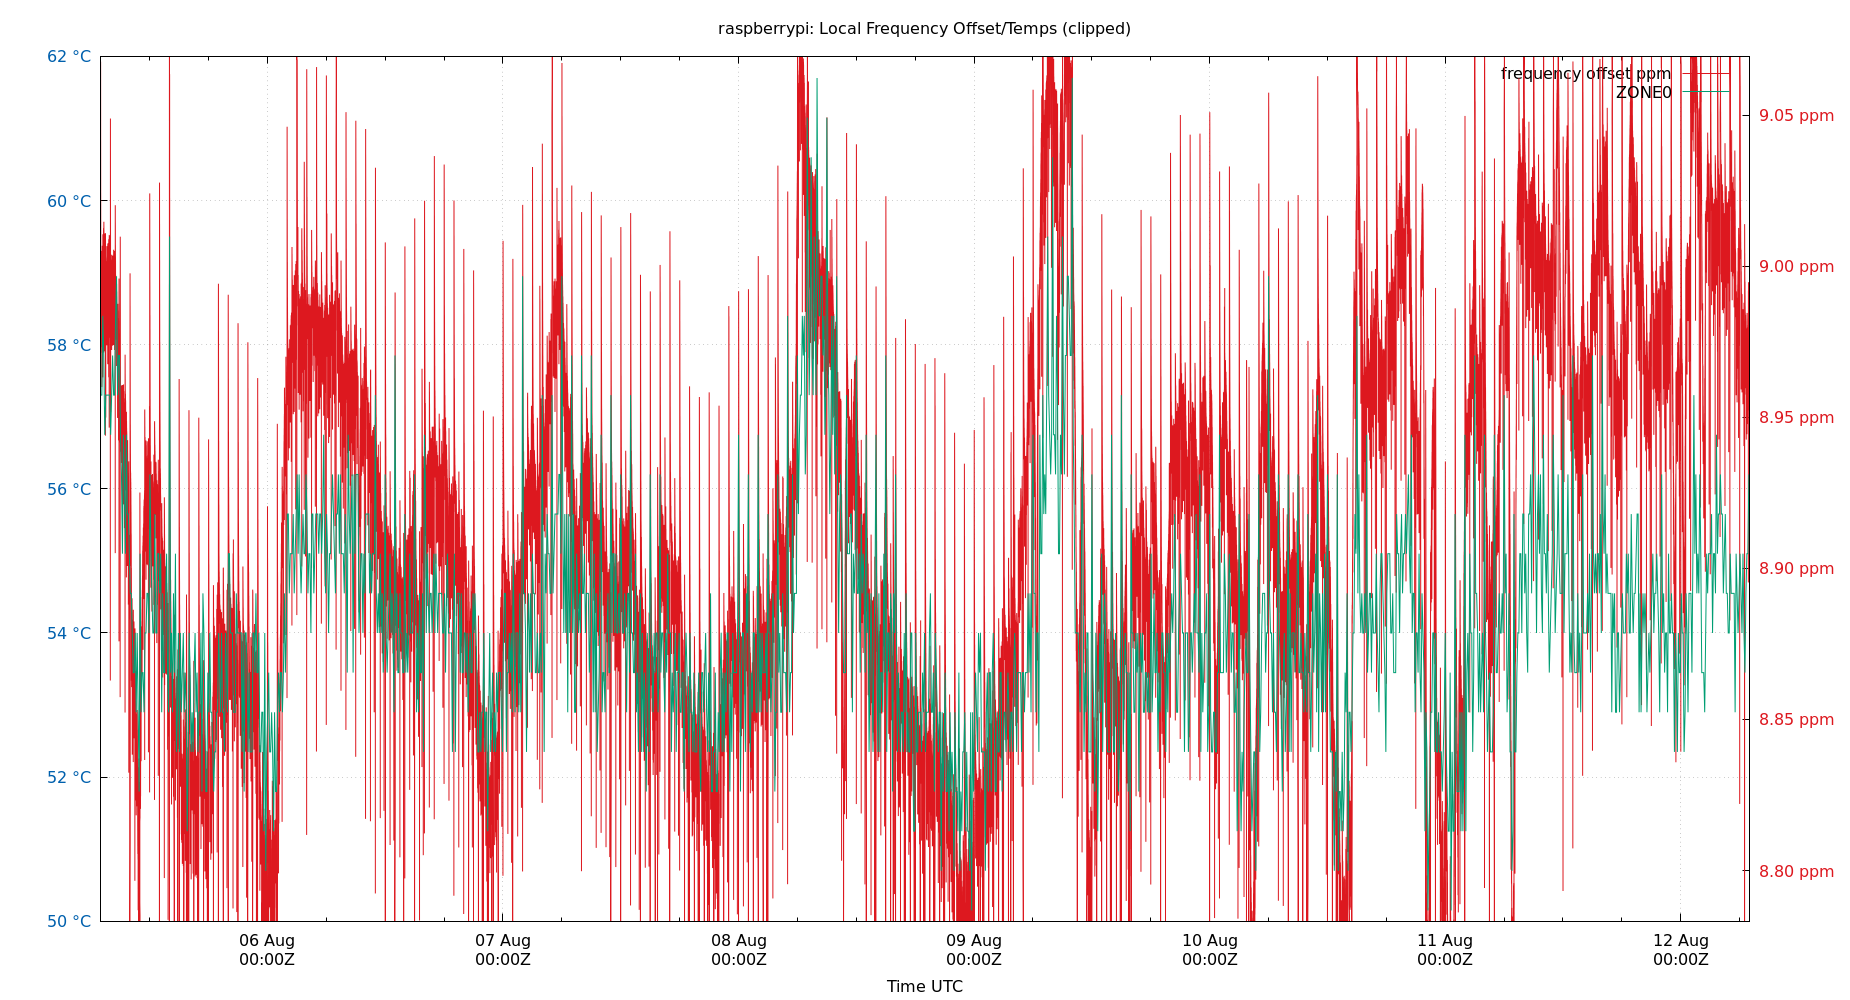 raspberrypi: Local Frequency Offset/Temps (clipped)
62 °C
60 °C
58 °C
56 °C
54 °C
52 °C
50 °C
frequency offset ppm
ZONE0
9.05 ppm
9.00 ppm
8.95 ppm
8.90 ppm
8.85 ppm
8.80 ppm
06 Aug
00:00Z
07 Aug
00:00Z
08 Aug
00:00Z
09 Aug
00:00Z
10 Aug
00:00Z
11 Aug
00:00Z
12 Aug
00:00Z
Time UTC